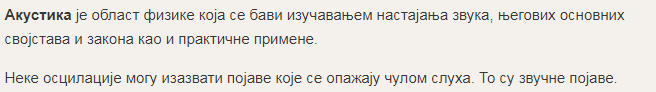 Акустика је област физике која се бави изучавањем настајања звука, његових основних
својстава и закона као и практичне примене.
Неке осцилације могу изазвати појаве које се опажају чулом слуха. То су звучне појаве.